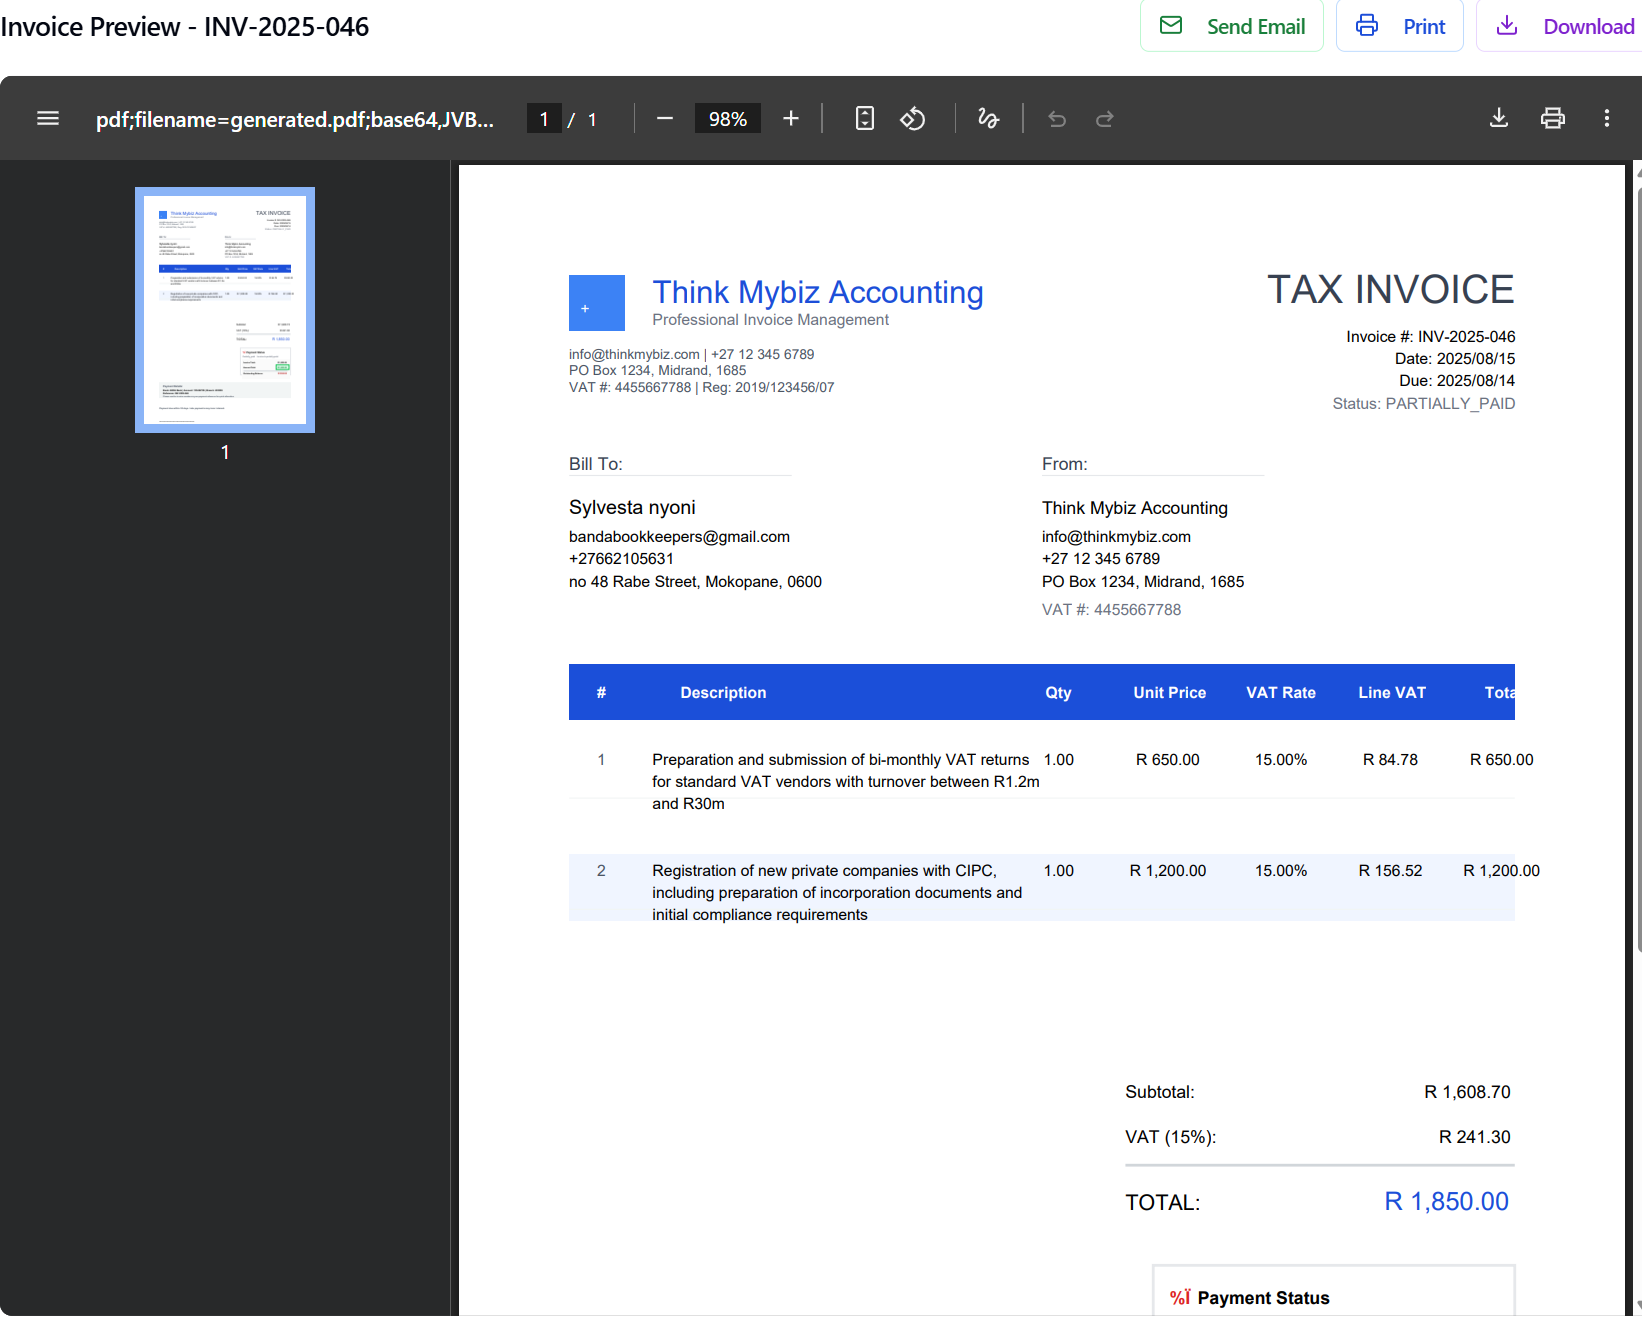 Invoice Preview - INV-2025-046
Send Email
Print
Download
pdf;filename=generated.pdf;base64,JVB...
1 / 1
98%
1
Think Mybiz Accounting
Professional Invoice Management
info@thinkmybiz.com | +27 12 345 6789
PO Box 1234, Midrand, 1685
VAT #: 4455667788 | Reg: 2019/123456/07
TAX INVOICE
Invoice #: INV-2025-046
Date: 2025/08/15
Due: 2025/08/14
Status: PARTIALLY_PAID
Bill To:
Sylvesta nyoni
bandabookkeepers@gmail.com
+27662105631
no 48 Rabe Street, Mokopane, 0600
From:
Think Mybiz Accounting
info@thinkmybiz.com
+27 12 345 6789
PO Box 1234, Midrand, 1685
VAT #: 4455667788
# Description Qty Unit Price VAT Rate Line VAT Tota
1 Preparation and submission of bi-monthly VAT returns 1.00 R 650.00 15.00% R 84.78 R 650.00
for standard VAT vendors with turnover between R1.2m
and R30m
2 Registration of new private companies with CIPC, 1.00 R 1,200.00 15.00% R 156.52 R 1,200.00
including preparation of incorporation documents and
initial compliance requirements
Subtotal: R 1,608.70
VAT (15%): R 241.30
TOTAL: R 1,850.00
%Ï Payment Status